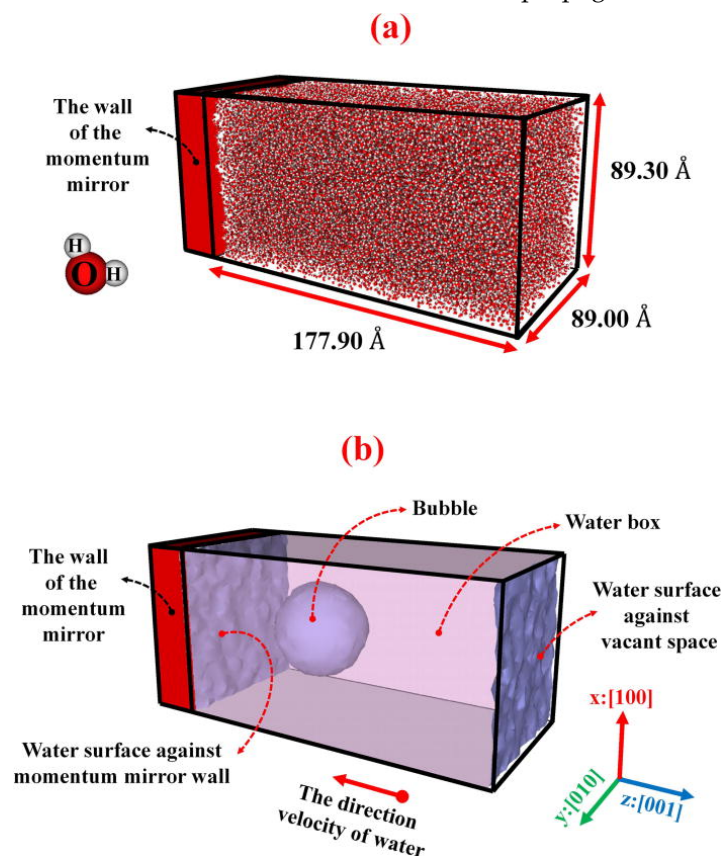 (a)
The wall
of the
momentum
mirror
H
O
H
89.30 Å
89.00 Å
177.90 Å
(b)
Bubble
Water box
The wall
of the
momentum
mirror
Water surface
against
vacant space
Water surface against
momentum mirror wall
The direction
velocity of water
x:[100]
y:[010]
z:[001]